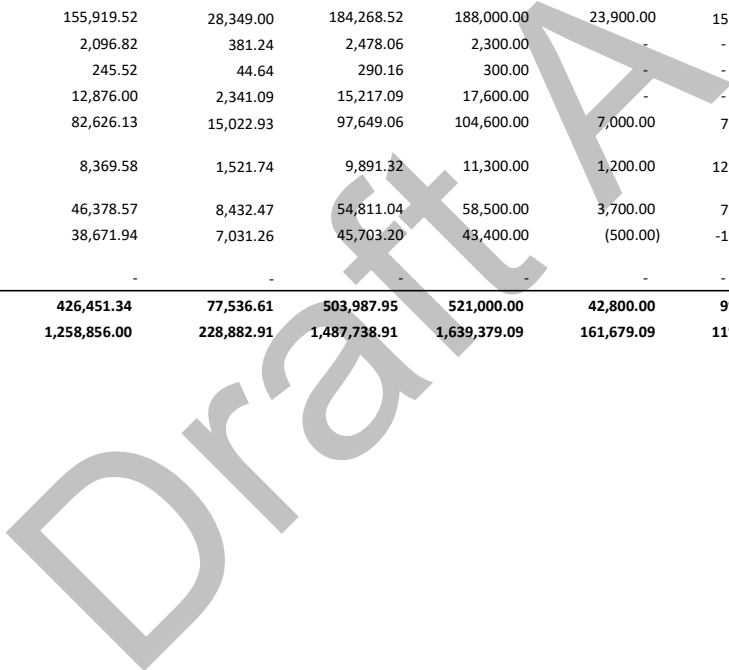 155,919.52 28,349.00 184,268.52 188,000.00 23,900.00 15
2,096.82 381.24 2,478.06 2,300.00 - -
245.52 44.64 290.16 300.00 - -
12,876.00 2,341.09 15,217.09 17,600.00 - -
82,626.13 15,022.93 97,649.06 104,600.00 7,000.00 7
8,369.58 1,521.74 9,891.32 11,300.00 1,200.00 12
46,378.57 8,432.47 54,811.04 58,500.00 3,700.00 7
38,671.94 7,031.26 45,703.20 43,400.00 (500.00) -1
- - - - - -
426,451.34 77,536.61 503,987.95 521,000.00 42,800.00 9
1,258,856.00 228,882.91 1,487,738.91 1,639,379.09 161,679.09 11
Draft A